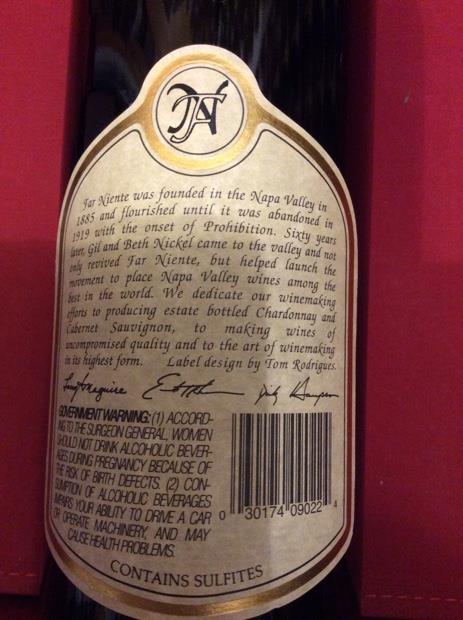 Far Niente was founded in the Napa Valley in
1885 and flourished until it was abandoned in
1919 with the onset of Prohibition. Sixty years
later, Gil and Beth Nickel came to the valley and not
only revived Far Niente, but helped launch the
movement to place Napa Valley wines among the
best in the world. We dedicate our winemaking
efforts to producing estate bottled Chardonnay and
Cabernet Sauvignon, to making wines of
uncompromised quality and to the art of winemaking
in its highest form. Label design by Tom Rodrigues.
Larry Maguire
GOVERNMENT WARNING: (1) ACCORD-
ING TO THE SURGEON GENERAL, WOMEN
SHOULD NOT DRINK ALCOHOLIC BEVER-
AGES DURING PREGNANCY BECAUSE OF
THE RISK OF BIRTH DEFECTS. (2) CON-
SUMPTION OF ALCOHOLIC BEVERAGES
IMPAIRS YOUR ABILITY TO DRIVE A CAR
OR OPERATE MACHINERY, AND MAY
CAUSE HEALTH PROBLEMS.
0 30174 09022 4
CONTAINS SULFITES